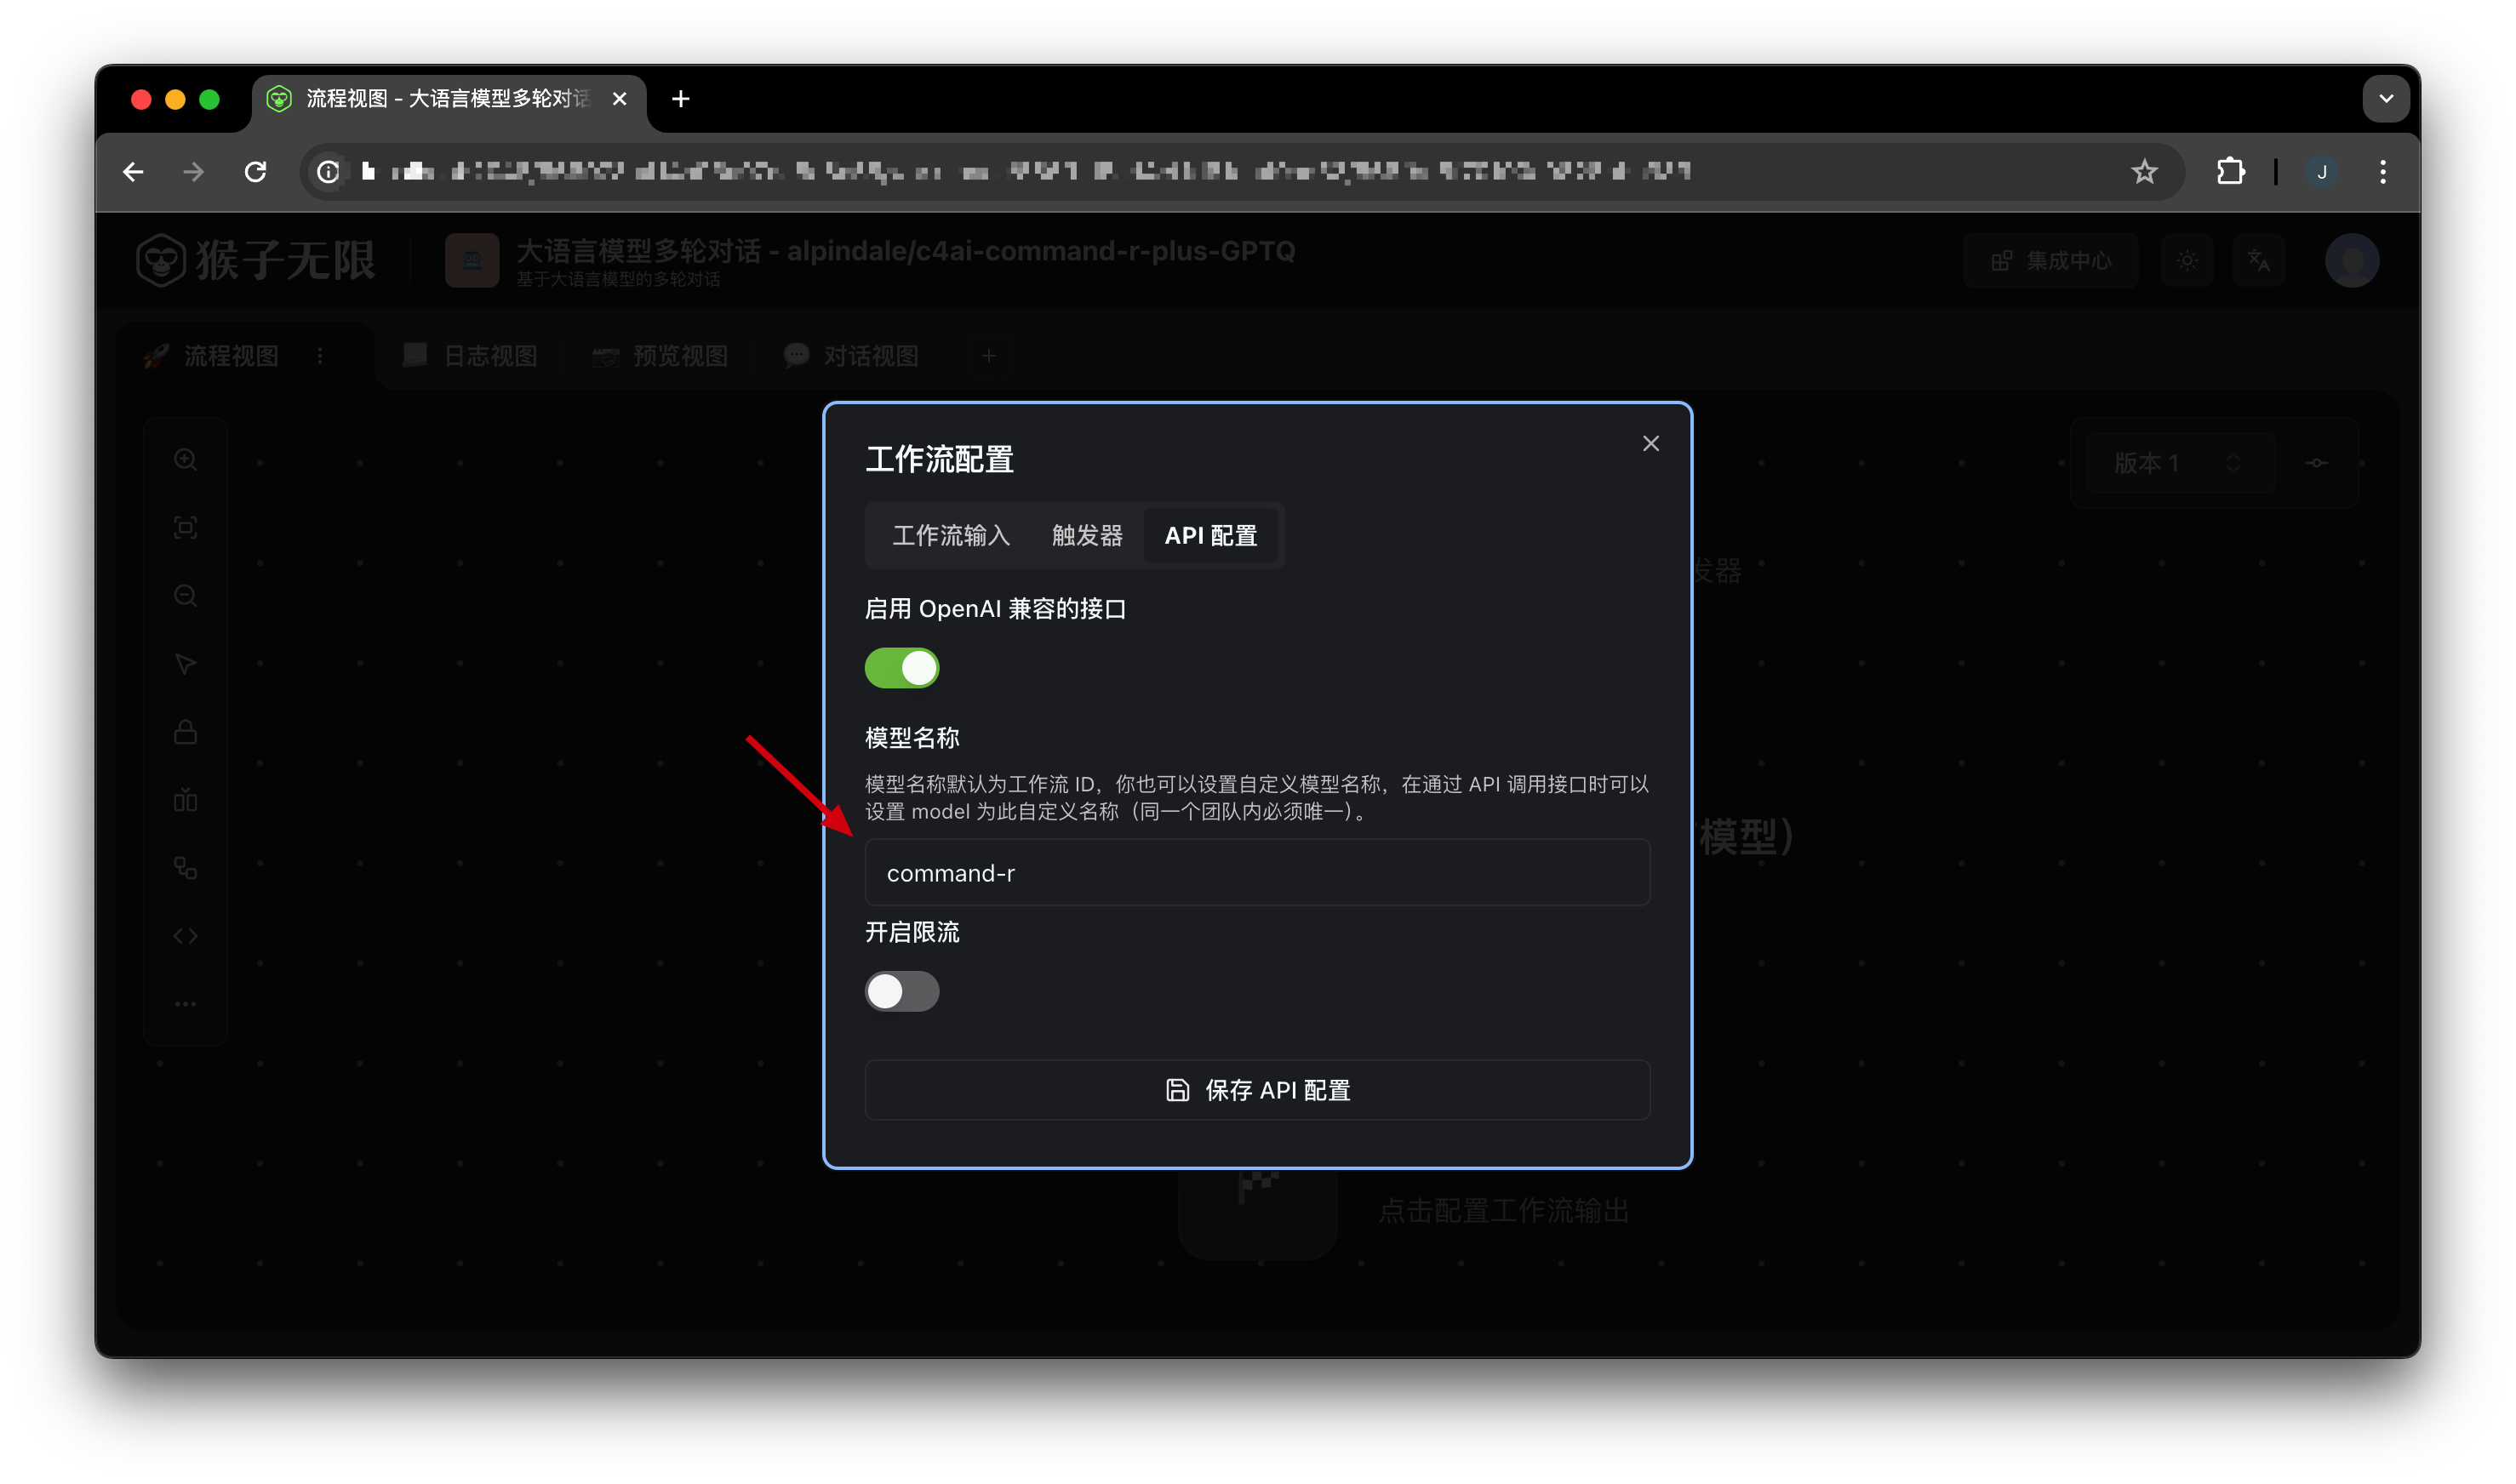 流程视图 - 大语言模型多轮对话
J
猴子无限
大语言模型多轮对话 - alpindale/c4ai-command-r-plus-GPTQ
基于大语言模型的多轮对话
集成中心
流程视图
日志视图
预览视图
对话视图
版本 1
工作流配置
工作流输入
触发器
API 配置
发器
启用 OpenAI 兼容的接口
模型名称
模型名称默认为工作流 ID，你也可以设置自定义模型名称，在通过 API 调用接口时可以
设置 model 为此自定义名称（同一个团队内必须唯一）。
模型)
command-r
开启限流
保存 API 配置
点击配置工作流输出